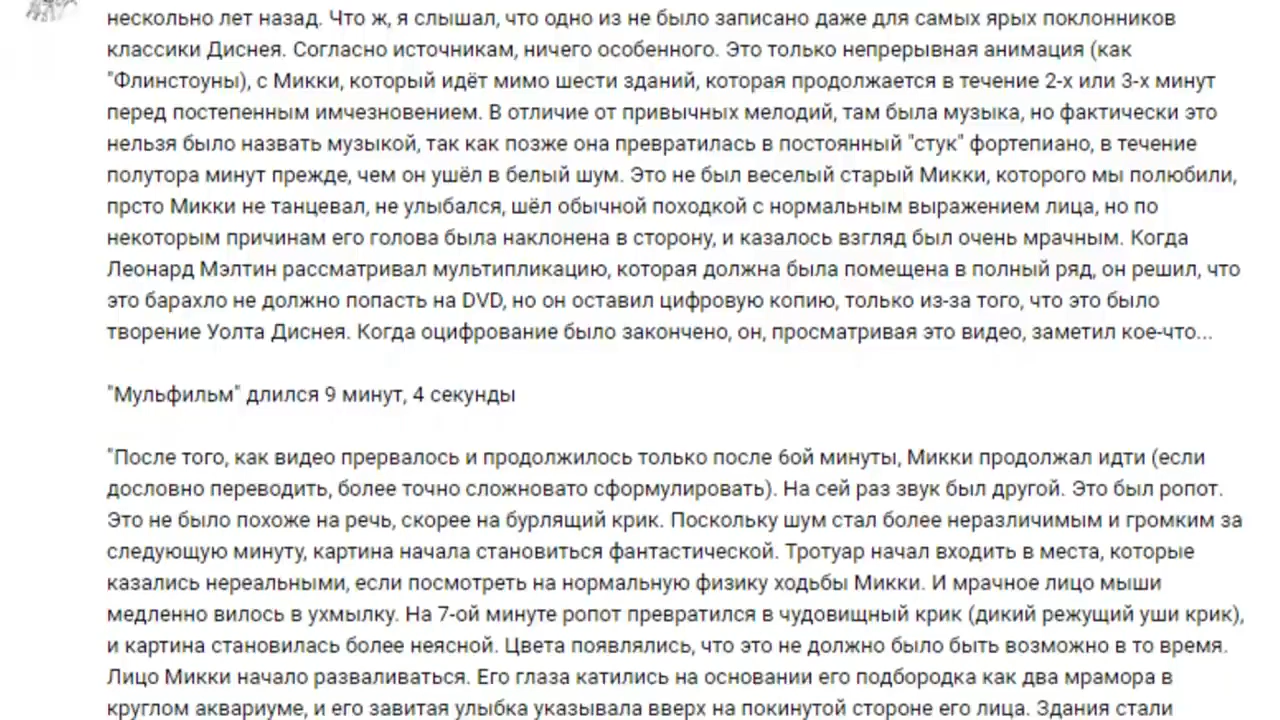 несколько лет назад. Что ж, я слышал, что одно из не было записано даже для самых ярых поклонников
классики Диснея. Согласно источникам, ничего особенного. Это только непрерывная анимация (как
"Флинстоуны), с Микки, который идёт мимо шести зданий, которая продолжается в течение 2-х или 3-х минут
перед постепенным имчезновением. В отличие от привычных мелодий, там была музыка, но фактически это
нельзя было назвать музыкой, так как позже она превратилась в постоянный "стук" фортепиано, в течение
полутора минут прежде, чем он ушёл в белый шум. Это не был веселый старый Микки, которого мы полюбили,
прсто Микки не танцевал, не улыбался, шёл обычной походкой с нормальным выражением лица, но по
некоторым причинам его голова была наклонена в сторону, и казалось взгляд был очень мрачным. Когда
Леонард Мэлтин рассматривал мультипликацию, которая должна была помещена в полный ряд, он решил, что
это барахло не должно попасть на DVD, но он оставил цифровую копию, только из-за того, что это было
творение Уолта Диснея. Когда оцифрование было закончено, он, просматривая это видео, заметил кое-что...
"Мульфильм" длился 9 минут, 4 секунды
"После того, как видео прервалось и продолжилось только после 6ой минуты, Микки продолжал идти (если
дословно переводить, более точно сложновато сформулировать). На сей раз звук был другой. Это был ропот.
Это не было похоже на речь, скорее на бурлящий крик. Поскольку шум стал более неразличимым и громким за
следующую минуту, картина начала становиться фантастической. Тротуар начал входить в места, которые
казались нереальными, если посмотреть на нормальную физику ходьбы Микки. И мрачное лицо мыши
медленно вилось в ухмылку. На 7-ой минуте ропот превратился в чудовищный крик (дикий режущий уши крик),
и картина становилась более неясной. Цвета появлялись, что это не должно было быть возможно в то время.
Лицо Микки начало разваливаться. Его глаза катились на основании его подбородка как два мрамора в
круглом аквариуме, и его завитая улыбка указывала вверх на покинутой стороне его лица. Здания стали